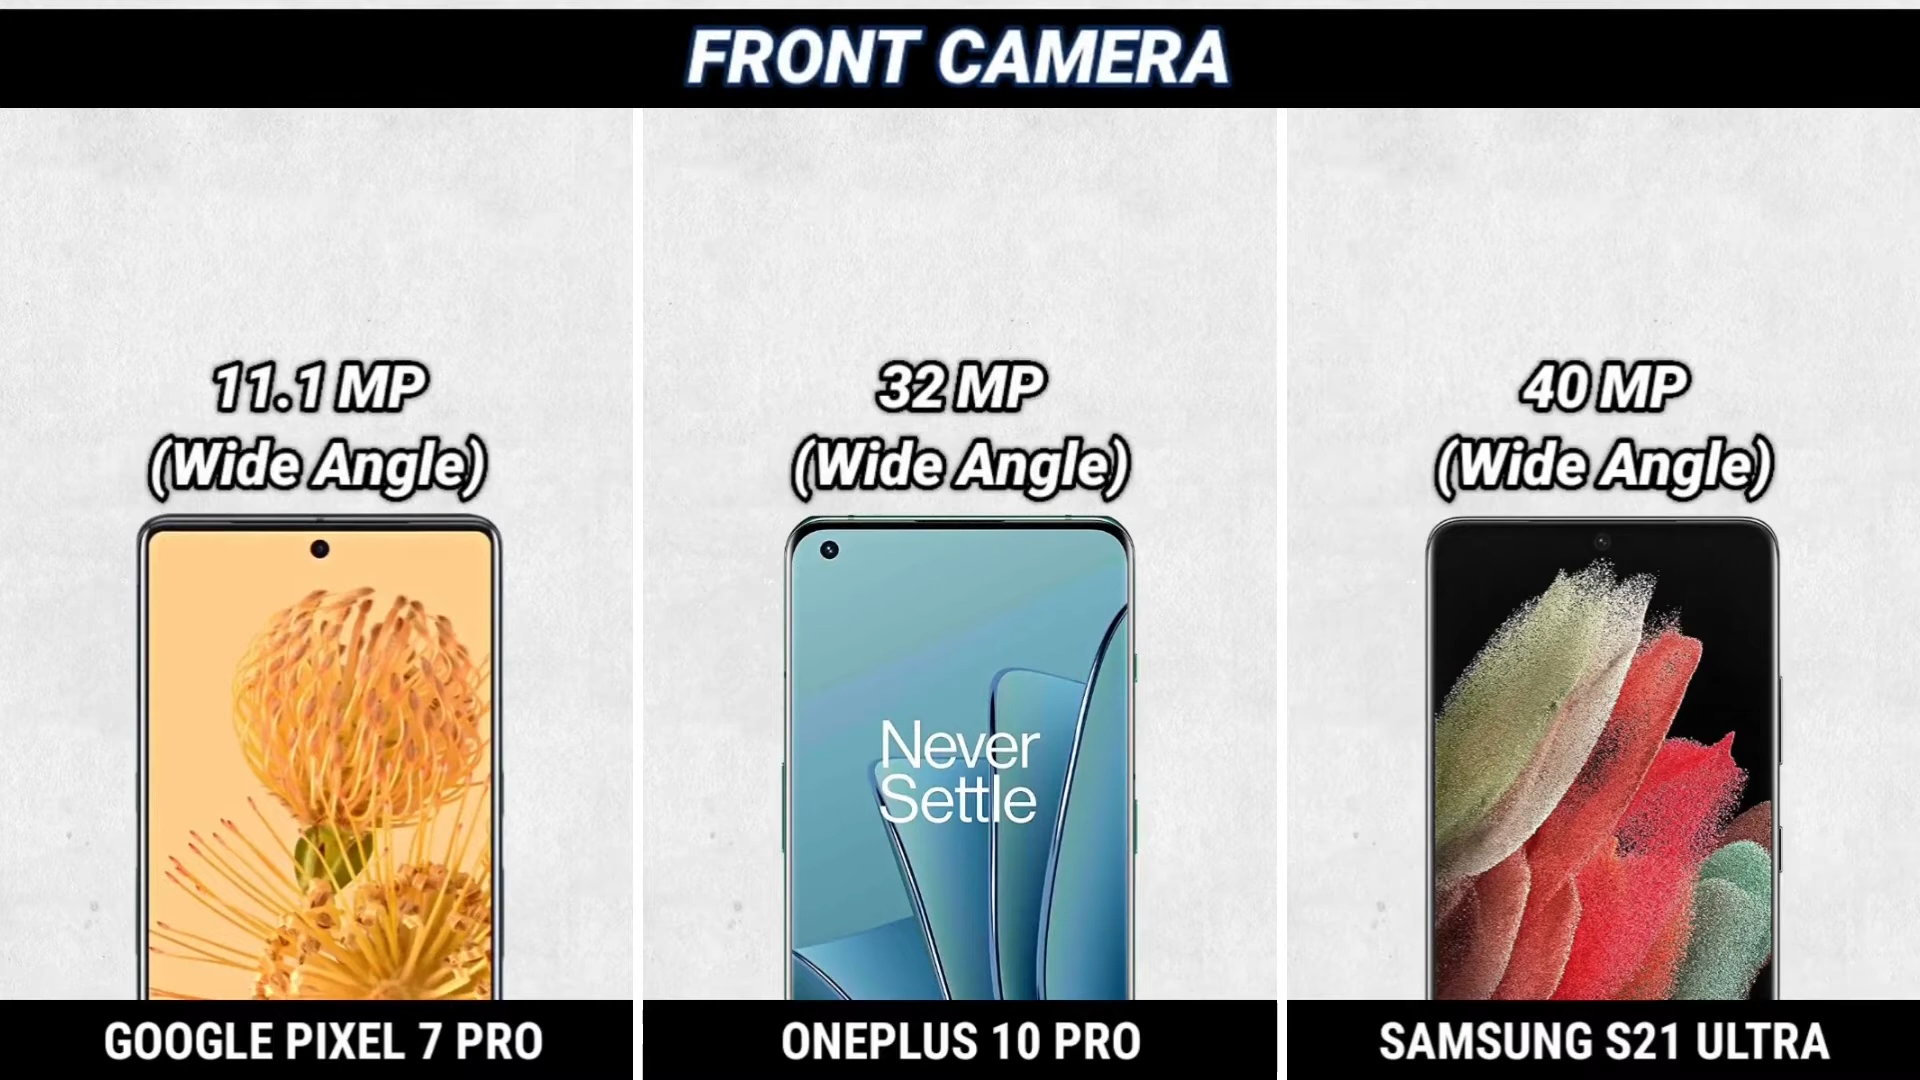 FRONT CAMERA
11.1 MP
(Wide Angle)
GOOGLE PIXEL 7 PRO
32 MP
(Wide Angle)
Never
Settle
ONEPLUS 10 PRO
40 MP
(Wide Angle)
SAMSUNG S21 ULTRA